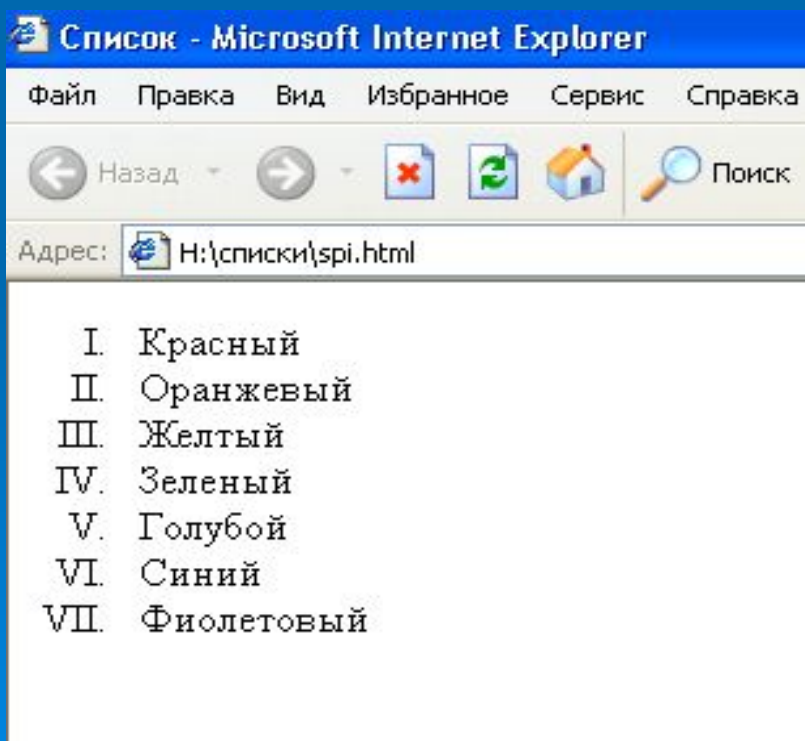 Список - Microsoft Internet Explorer
Файл Правка Вид Избранное Сервис Справка
Назад Поиск
Адрес: H:\списки\spi.html
I. Красный
II. Оранжевый
III. Желтый
IV. Зеленый
V. Голубой
VI. Синий
VII. Фиолетовый